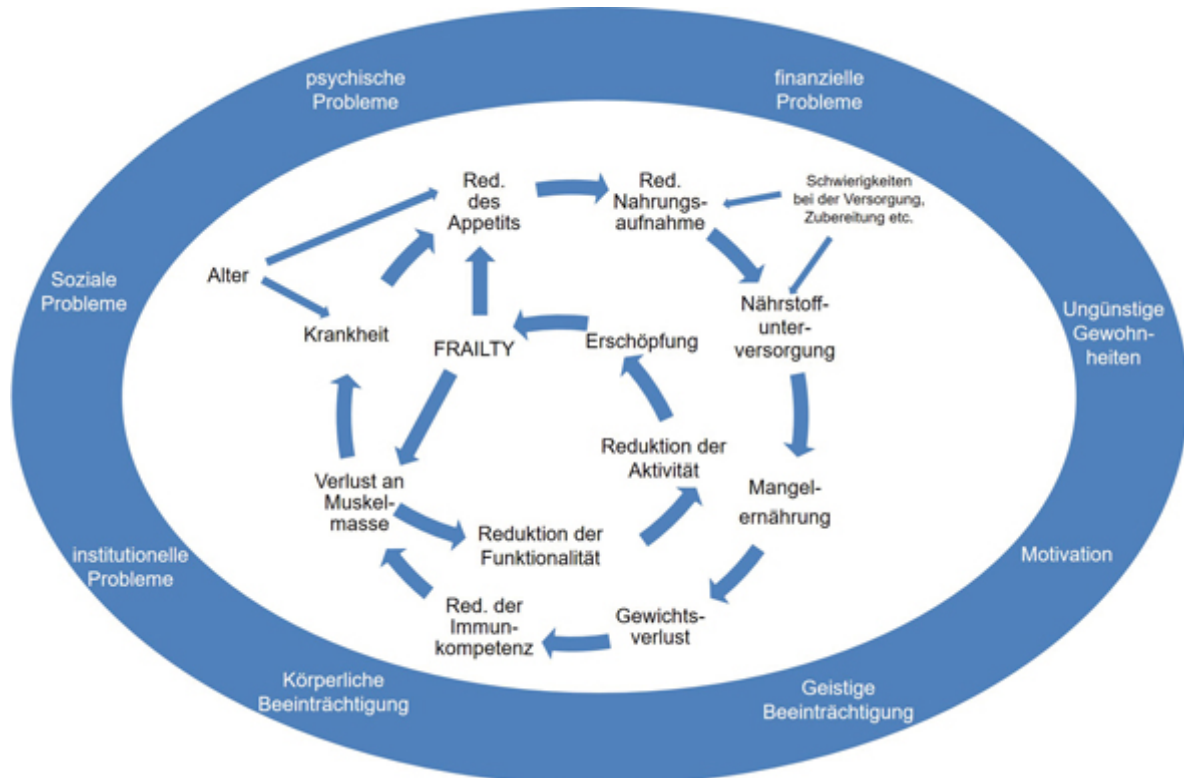 psychische
Probleme
finanzielle
Probleme
Red.
des
Appetits
Red.
Nahrungs-
aufnahme
Schwierigkeiten
bei der Versorgung,
Zubereitung etc.
Soziale
Probleme
Alter
Krankheit
FRAILTY
Erschöpfung
Nährstoff-
unter-
versorgung
Ungünstige
Gewohn-
heiten
Verlust an
Muskel-
masse
Reduktion der
Aktivität
Mangel-
ernährung
Reduktion der
Funktionalität
institutionelle
Probleme
Motivation
Red. der
Immun-
kompetenz
Gewichts-
verlust
Körperliche
Beeinträchtigung
Geistige
Beeinträchtigung